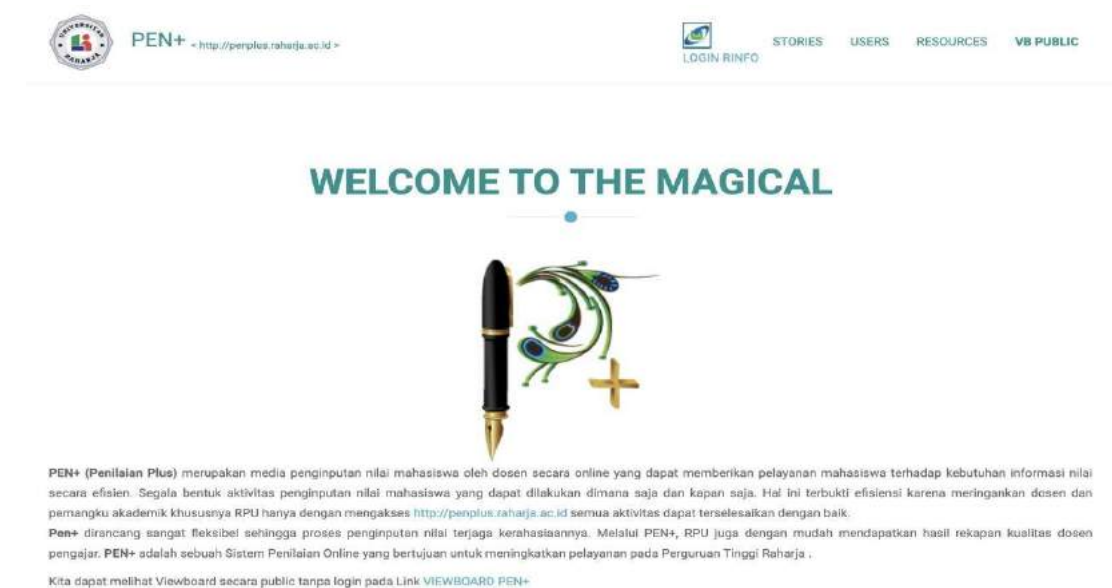 UNIVERSITAS
RAHARJA
PEN+ < http://penplus.raharja.ac.id >
LOGIN RINFO
STORIES USERS RESOURCES VB PUBLIC
WELCOME TO THE MAGICAL
PEN+ (Penilaian Plus) merupakan media penginputan nilai mahasiswa oleh dosen secara online yang dapat memberikan pelayanan mahasiswa terhadap kebutuhan informasi nilai
secara efisien. Segala bentuk aktivitas penginputan nilai mahasiswa yang dapat dilakukan dimana saja dan kapan saja. Hal ini terbukti efisiensi karena meringankan dosen dan
pemangku akademik khususnya RPU hanya dengan mengakses http://penplus.raharja.ac.id semua aktivitas dapat terselesaikan dengan baik.
Pen+ dirancang sangat fleksibel sehingga proses penginputan nilai terjaga kerahasiaannya. Melalui PEN+, RPU juga dengan mudah mendapatkan hasil rekapan kualitas dosen
pengajar. PEN+ adalah sebuah Sistem Penilaian Online yang bertujuan untuk meningkatkan pelayanan pada Perguruan Tinggi Raharja .
Kita dapat melihat Viewboard secara public tanpa login pada Link VIEWBOARD PEN+